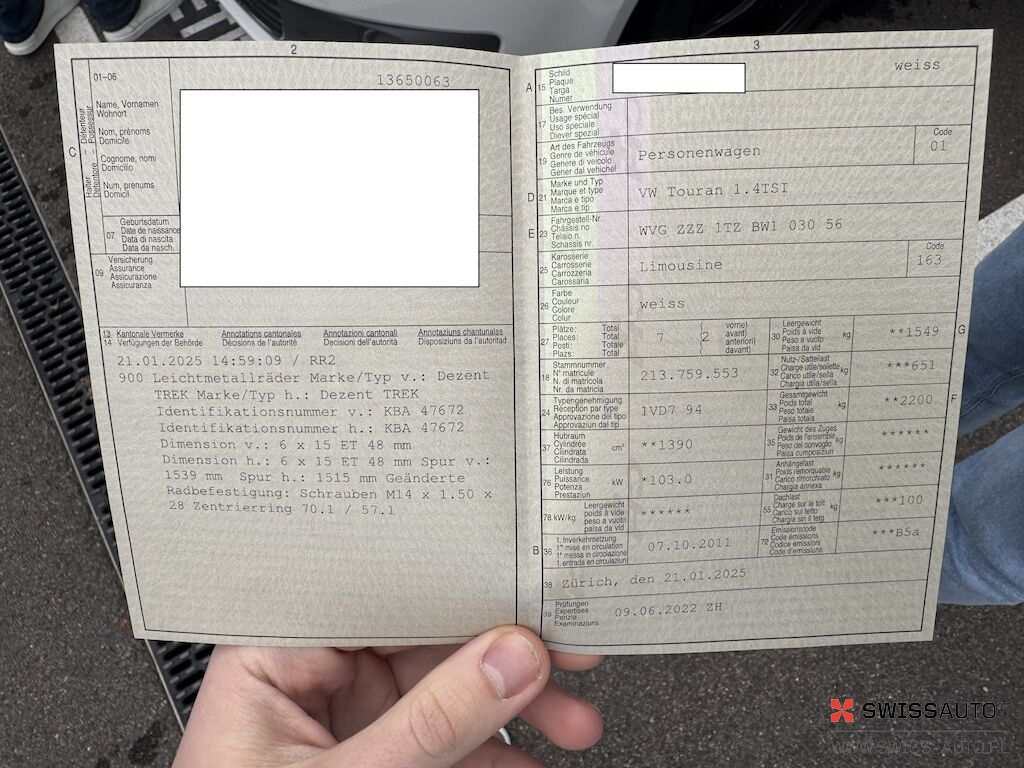 2
01-06
13650063
C
Halter - Détenteur
Detentore - Possessur
Name, Vornamen
Wohnort
Nom, prénoms
Domicile
Cognome, nomi
Domicilio
Num, prenums
Domicil
07
Geburtsdatum
Date de naissance
Data di nascita
Data da nasch.
09
Versicherung
Assurance
Assicurazione
Assicuranza
13 Kantonale Vermerke Annotations cantonales Annotazioni cantonali Annotaziuns chantunalas
14 Verfügungen der Behörde Décisions de l'autorité Decisioni dell'autorità Disposiziuns da l'autoritad
21.01.2025 14:59:09 / RR2
900 Leichtmetallräder Marke/Typ v.: Dezent
TREK Marke/Typ h.: Dezent TREK
Identifikationsnummer v.: KBA 47672
Identifikationsnummer h.: KBA 47672
Dimension v.: 6 x 15 ET 48 mm
Dimension h.: 6 x 15 ET 48 mm Spur v.:
1539 mm Spur h.: 1515 mm Geänderte
Radbefestigung: Schrauben M14 x 1.50 x
28 Zentrierring 70.1 / 57.1
3
A
15
Schild
Plaque
Targa
Numer
weiss
17
Bes. Verwendung
Usage spécial
Uso speciale
Diever spezial
19
Art des Fahrzeugs
Genre de véhicule
Genere di veicolo
Gener dal vehichel
Personenwagen
Code
01
D
21
Marke und Typ
Marque et type
Marca e tipo
Marca e tip
VW Touran 1.4TSI
E
23
Fahrgestell-Nr.
Châssis no
Telaio n.
Schassis nr.
WVG ZZZ 1TZ BW1 030 56
25
Karosserie
Carrosserie
Carrozzeria
Carossaria
Limousine
Code
163
26
Farbe
Couleur
Colore
Colur
weiss
27
Plätze: Total
Places: Total
Posti: Totale
Plazs: Total
7
(2
vorne)
avant)
anteriori)
davant)
30
Leergewicht
Poids à vide
Peso a vuoto
Paisa da vid
kg
**1549
G
18
Stammnummer
N° matricule
N. di matricola
Nr. da matricla
213.759.553
32
Nutz-/Sattellast
Charge utile/sellette
Carico utile/sella
Chargia utila/sella
kg
***651
24
Typengenehmigung
Réception par type
Approvazione del tipo
Approvaziun dal tip
1VD7 94
33
Gesamtgewicht
Poids total
Peso totale
Paisa totala
kg
**2200
F
37
Hubraum
Cylindrée
Cilindrata
Cilindrada
cm³
**1390
35
Gewicht des Zuges
Poids de l'ensemble
Peso del convoglio
Paisa cumposiziun
kg
******
76
Leistung
Puissance
Potenza
Prestaziun
kW
*103.0
31
Anhängelast
Poids remorquable
Carico rimorchiato
Chargia annexa
kg
******
78 kW/kg
Leergewicht
poids à vide
peso a vuoto
paisa da vid
******
55
Dachlast
Charge sur le toit
Carico sul tetto
Chargia sin il tetg
kg
***100
B
36
1. Inverkehrsetzung
1re mise en circulation
1a messa in circolazione
1. entrada en circulaziun
07.10.2011
72
Emissionscode
Code émissions
Codice emissioni
Code d'emissiuns
***B5a
38
Zürich, den 21.01.2025
39
Prüfungen
Expertises
Perizie
Examinaziuns
09.06.2022 ZH
SWISSAUTO
WWW.SWISS-AUTO.PL